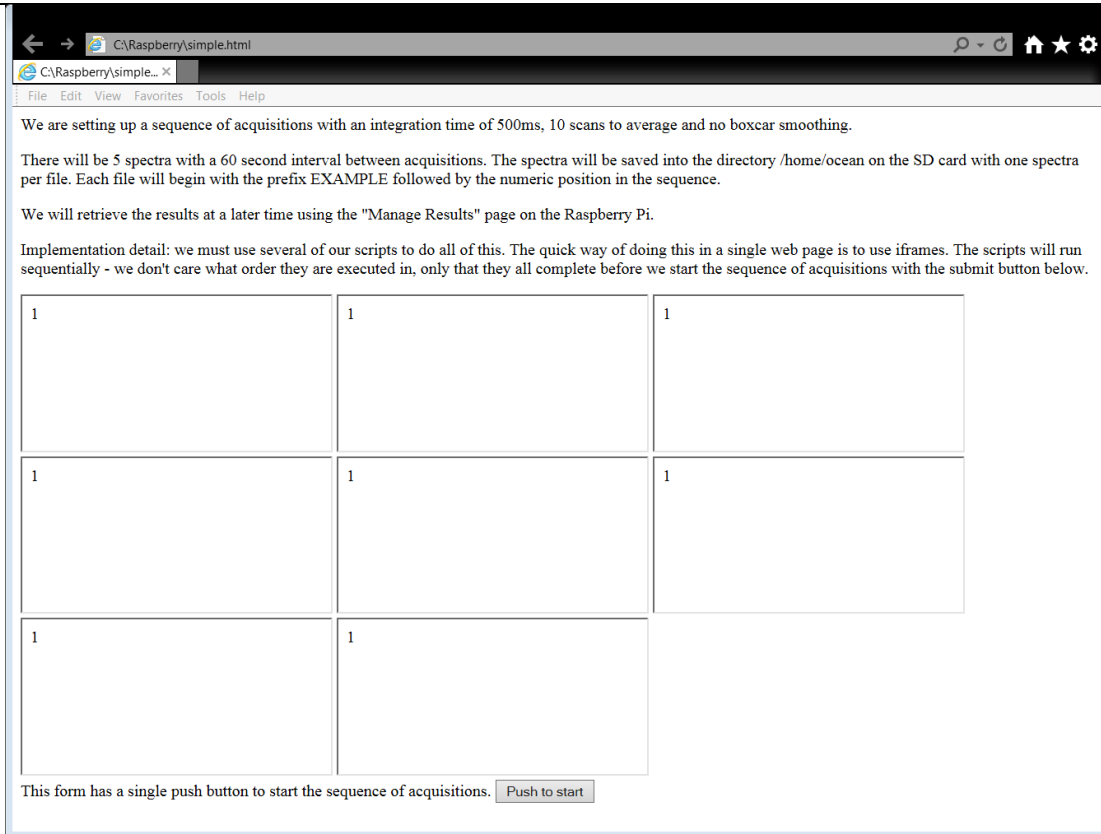 C:\Raspberry\simple.html
C:\Raspberry\simple...
File Edit View Favorites Tools Help
We are setting up a sequence of acquisitions with an integration time of 500ms, 10 scans to average and no boxcar smoothing.
There will be 5 spectra with a 60 second interval between acquisitions. The spectra will be saved into the directory /home/ocean on the SD card with one spectra
per file. Each file will begin with the prefix EXAMPLE followed by the numeric position in the sequence.
We will retrieve the results at a later time using the "Manage Results" page on the Raspberry Pi.
Implementation detail: we must use several of our scripts to do all of this. The quick way of doing this in a single web page is to use iframes. The scripts will run
sequentially - we don't care what order they are executed in, only that they all complete before we start the sequence of acquisitions with the submit button below.
1 1 1
1 1 1
1 1
This form has a single push button to start the sequence of acquisitions. Push to start